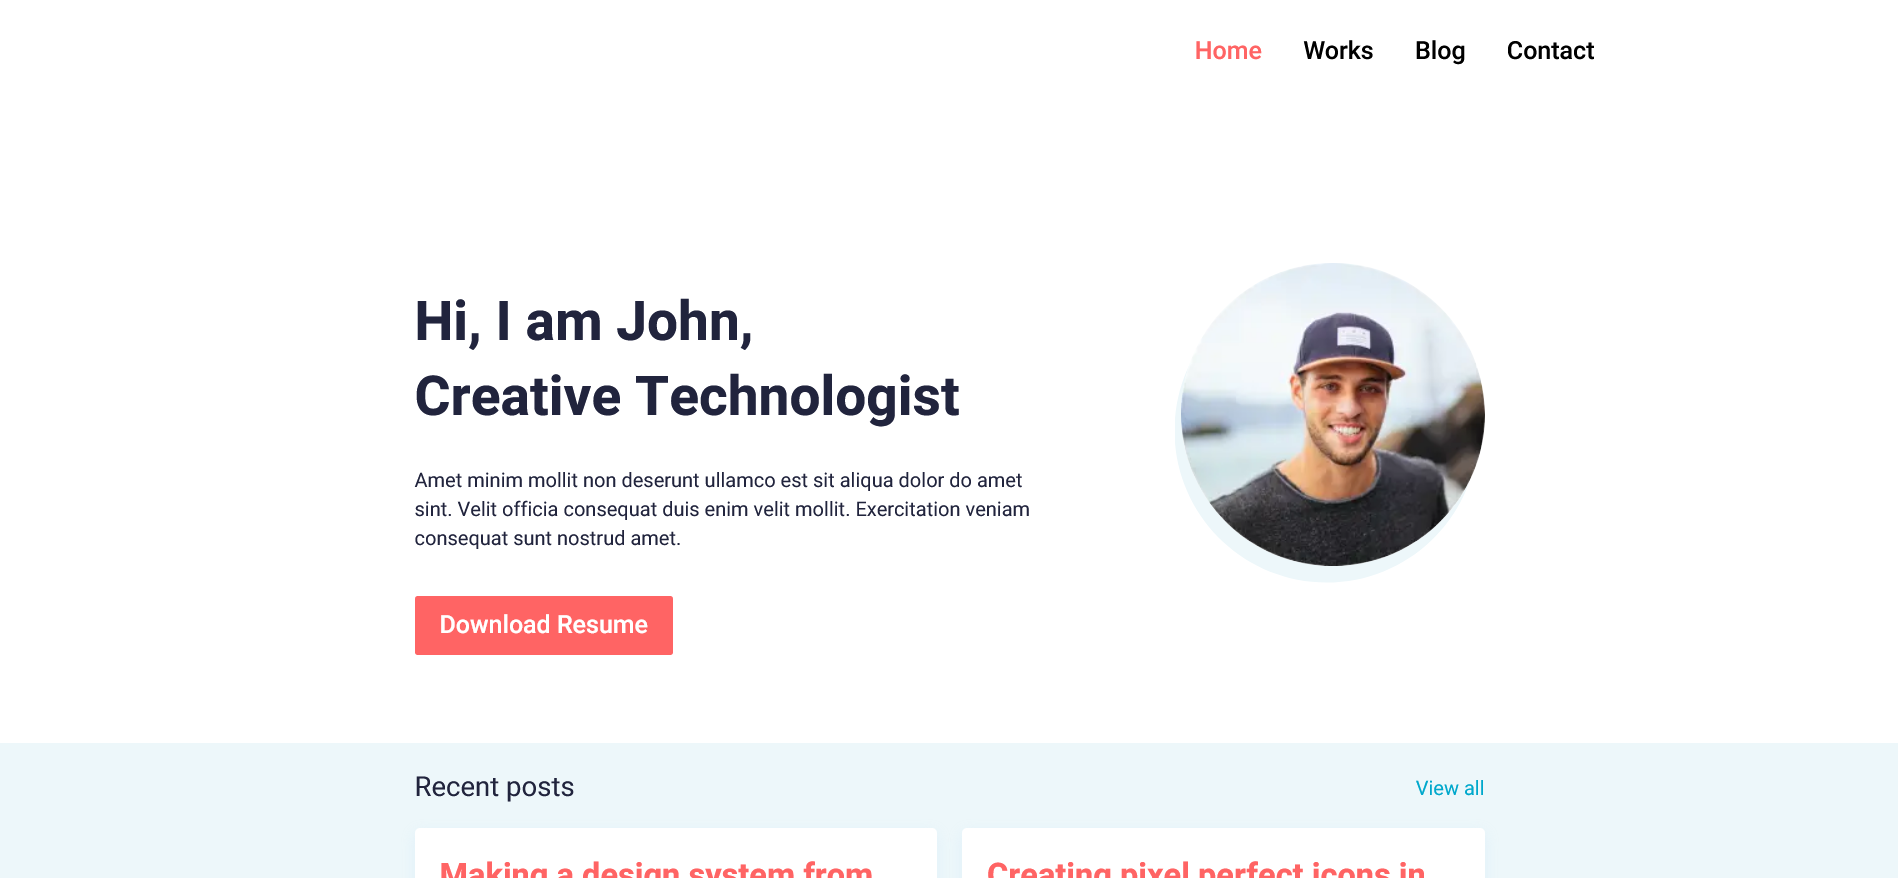 Home Works Blog Contact
Hi, I am John,
Creative Technologist
Amet minim mollit non deserunt ullamco est sit aliqua dolor do amet
sint. Velit officia consequat duis enim velit mollit. Exercitation veniam
consequat sunt nostrud amet.
Download Resume
Recent posts View all
Making a design system from
Creating pixel perfect icons in